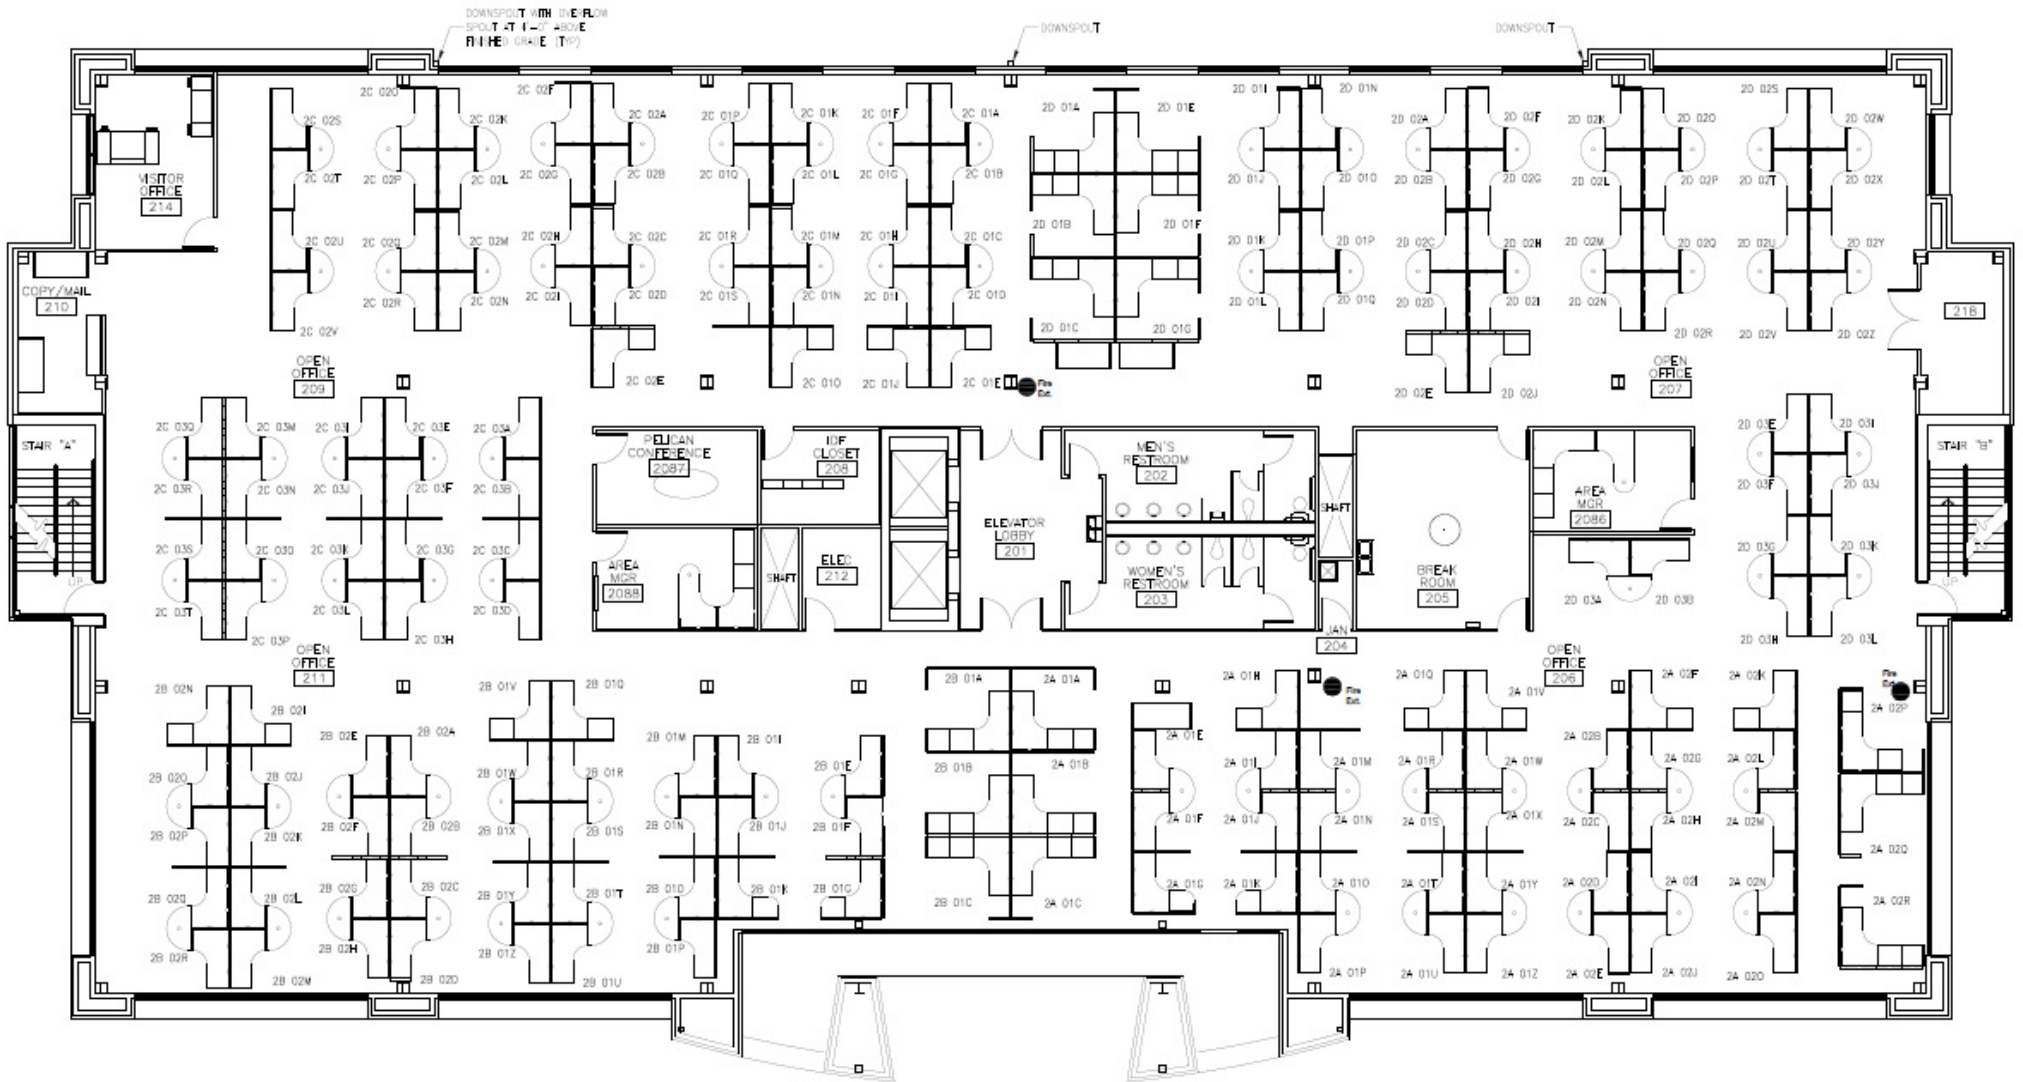 DOWNSPOUT WITH OVERFLOW
SPOUT AT 4'-0" ABOVE
FINISHED GRADE (TYP)
DOWNSPOUT
DOWNSPOUT
2C 02O
2C 02F
2D 01A
2D 01E
2D 01I
2D 01N
2D 02S
2C 02S
2C 02K
2C 02A
2C 01P
2C 01K
2C 01F
2C 01A
2D 02A
2D 02F
2D 02K
2D 02O
2D 02W
VISITOR
OFFICE
214
2C 02T
2C 02P
2C 02L
2C 02G
2C 02B
2C 01Q
2C 01L
2C 01G
2C 01B
2D 01J
2D 01O
2D 02B
2D 02G
2D 02L
2D 02P
2D 02T
2D 02X
2D 01B
2D 01F
2C 02U
2C 02Q
2C 02M
2C 02H
2C 02C
2C 01R
2C 01M
2C 01H
2C 01C
2D 01K
2D 01P
2D 02C
2D 02H
2D 02M
2D 02Q
2D 02U
2D 02Y
COPY/MAIL
210
2C 02R
2C 02N
2C 02I
2C 02D
2C 01S
2C 01N
2C 01I
2C 01D
2D 01L
2D 01Q
2D 02D
2D 02I
2D 02N
218
2C 02V
2D 01C
2D 01G
2D 02R
2D 02V
2D 02Z
OPEN
OFFICE
209
2C 02E
2C 01O
2C 01J
2C 01E
Fire
Ext.
2D 02E
2D 02J
OPEN
OFFICE
207
STAIR "A"
2C 03Q
2C 03M
2C 03I
2C 03E
2C 03A
PELICAN
CONFERENCE
2087
IDF
CLOSET
208
MEN'S
RESTROOM
202
2D 03E
2D 03I
STAIR "B"
2C 03R
2C 03N
2C 03J
2C 03F
2C 03B
SHAFT
AREA
MGR
2086
2D 03F
2D 03J
ELEVATOR
LOBBY
201
2C 03S
2C 03O
2C 03K
2C 03G
2C 03C
AREA
MGR
2088
SHAFT
ELEC
212
WOMEN'S
RESTROOM
203
BREAK
ROOM
205
2D 03G
2D 03K
UP
UP
2C 03T
2C 03L
2C 03D
2D 03A
2D 03B
2C 03P
2C 03H
JAN
204
2D 03H
2D 03L
OPEN
OFFICE
211
OPEN
OFFICE
206
2B 02N
2B 01V
2B 01Q
2B 01A
2A 01A
2A 01H
Fire
Ext.
2A 01Q
2A 01V
2A 02F
2A 02K
Fire
Ext.
2B 02I
2A 02P
2B 02E
2B 02A
2B 01M
2B 01I
2A 01E
2A 02B
2B 02O
2B 02J
2B 01W
2B 01R
2B 01E
2B 01B
2A 01B
2A 01I
2A 01M
2A 01R
2A 01W
2A 02G
2A 02L
2B 02P
2B 02K
2B 02F
2B 02B
2B 01X
2B 01S
2B 01N
2B 01J
2B 01F
2A 01F
2A 01J
2A 01N
2A 01S
2A 01X
2A 02C
2A 02H
2A 02M
2A 02Q
2B 02Q
2B 02L
2B 02G
2B 02C
2B 01Y
2B 01T
2B 01O
2B 01K
2B 01G
2B 01C
2A 01C
2A 01G
2A 01K
2A 01O
2A 01T
2A 01Y
2A 02D
2A 02I
2A 02N
2A 02R
2B 02R
2B 02M
2B 02H
2B 02D
2B 01Z
2B 01U
2B 01P
2A 01P
2A 01U
2A 01Z
2A 02E
2A 02J
2A 02O